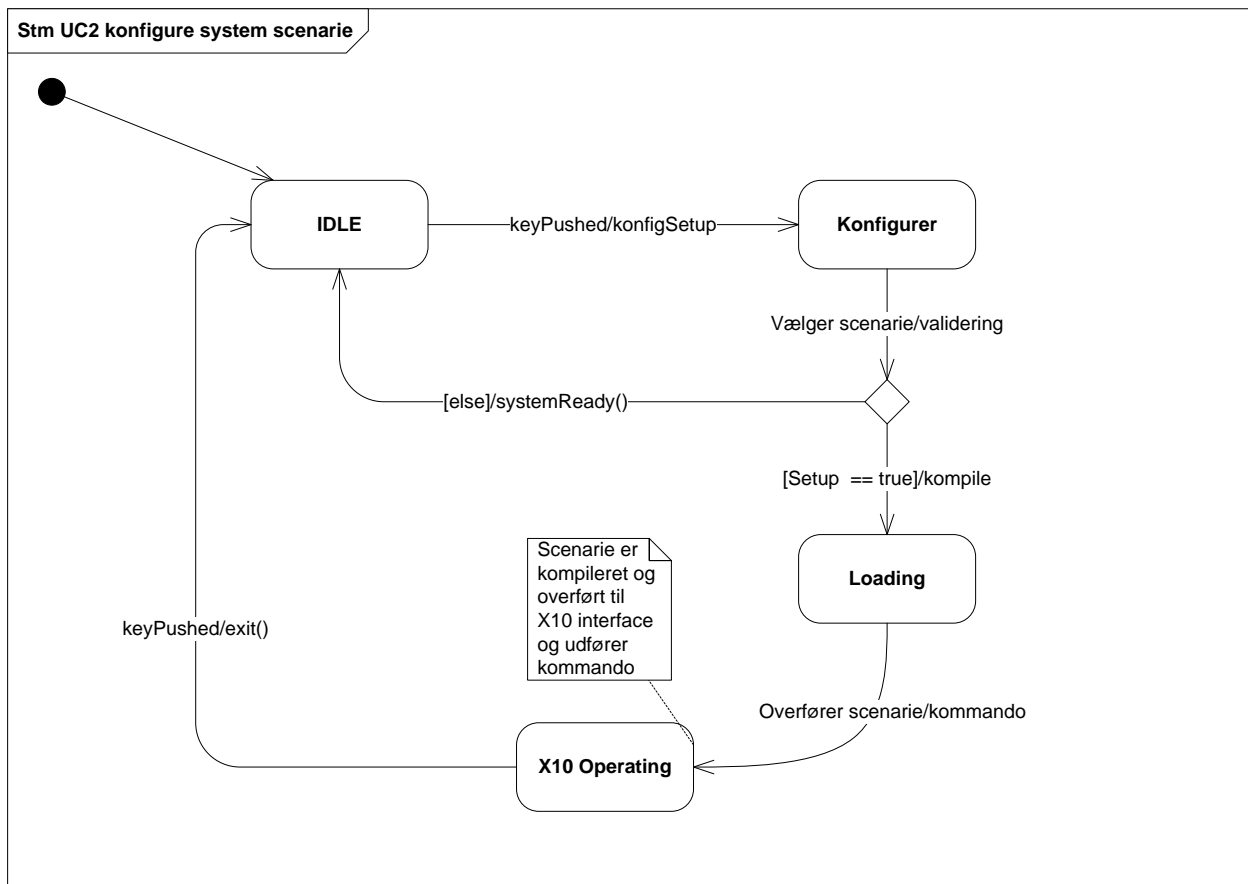 Stm UC2 konfigure system scenarie
IDLE
keyPushed/konfigSetup
Konfigurer
Vælger scenarie/validering
[else]/systemReady()
[Setup  == true]/kompile
Scenarie er
kompileret og
overført til
X10 interface
og udfører
kommando
Loading
keyPushed/exit()
Overfører scenarie/kommando
X10 Operating